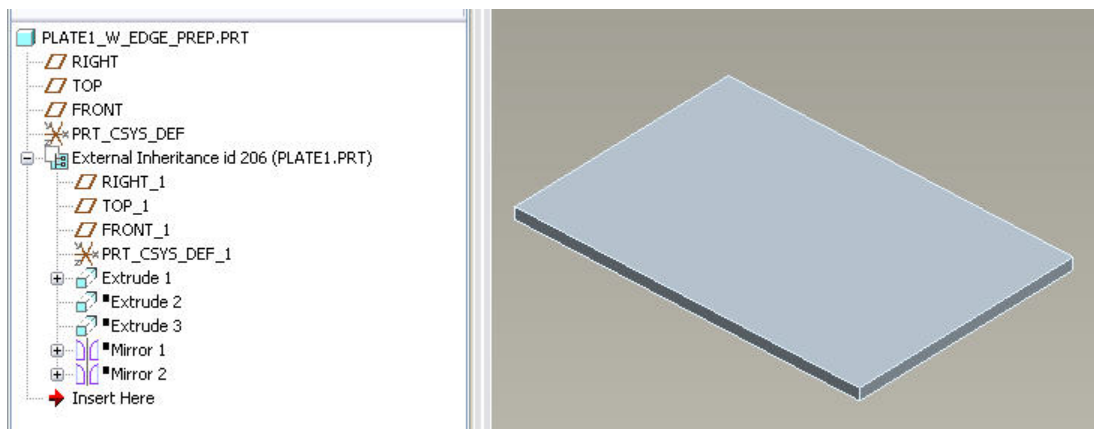 PLATE1_W_EDGE_PREP.PRT
RIGHT
TOP
FRONT
PRT_CSYS_DEF
External Inheritance id 206 (PLATE1.PRT)
RIGHT_1
TOP_1
FRONT_1
PRT_CSYS_DEF_1
Extrude 1
Extrude 2
Extrude 3
Mirror 1
Mirror 2
Insert Here